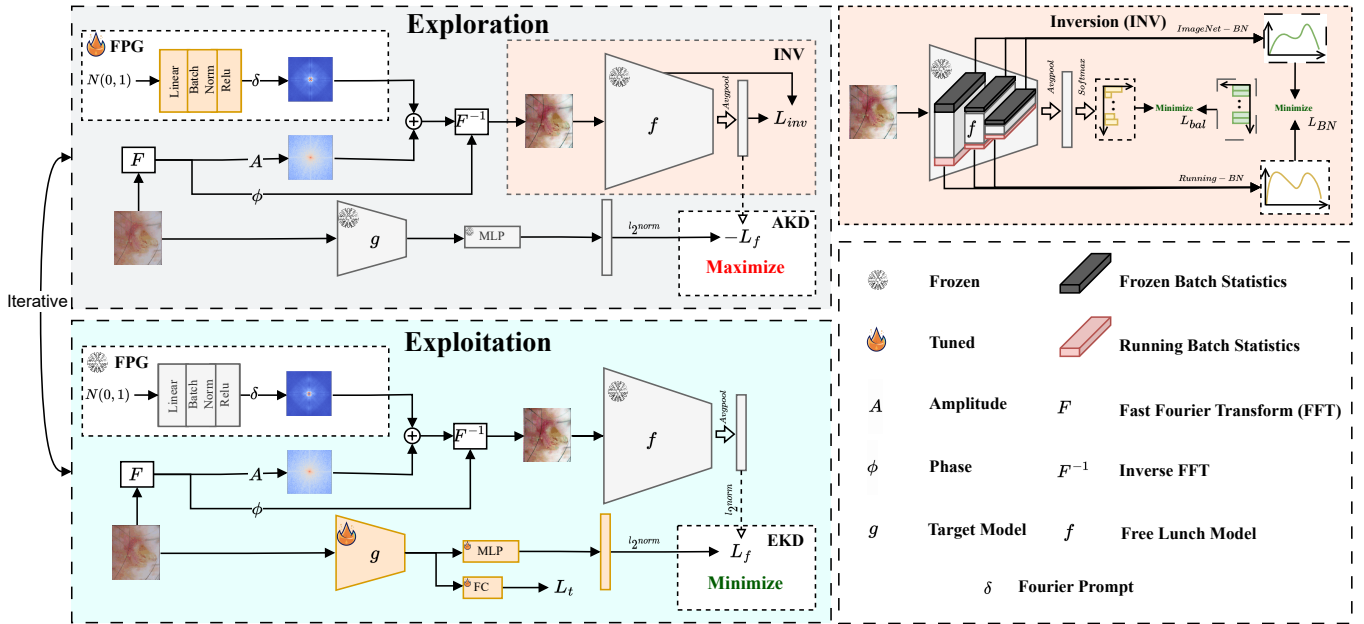 Exploration
FPG
N(0,1)
Linear
Batch
Norm
Relu
δ
F
A
ϕ
F⁻¹
INV
f
Avgpool
L_inv
g
MLP
l₂ⁿᵒʳᵐ
AKD
−L_f
Maximize
Iterative
Exploitation
FPG
N(0,1)
Linear
Batch
Norm
Relu
δ
F
A
ϕ
F⁻¹
f
Avgpool
l₂ⁿᵒʳᵐ
g
MLP
FC
L_t
l₂ⁿᵒʳᵐ
EKD
L_f
Minimize
Inversion (INV)
ImageNet−BN
f
Avgpool
Softmax
Minimize
L_bal
Minimize
L_BN
Running−BN
Frozen
Frozen Batch Statistics
Tuned
Running Batch Statistics
A Amplitude
F Fast Fourier Transform (FFT)
ϕ Phase
F⁻¹ Inverse FFT
g Target Model
f Free Lunch Model
δ Fourier Prompt